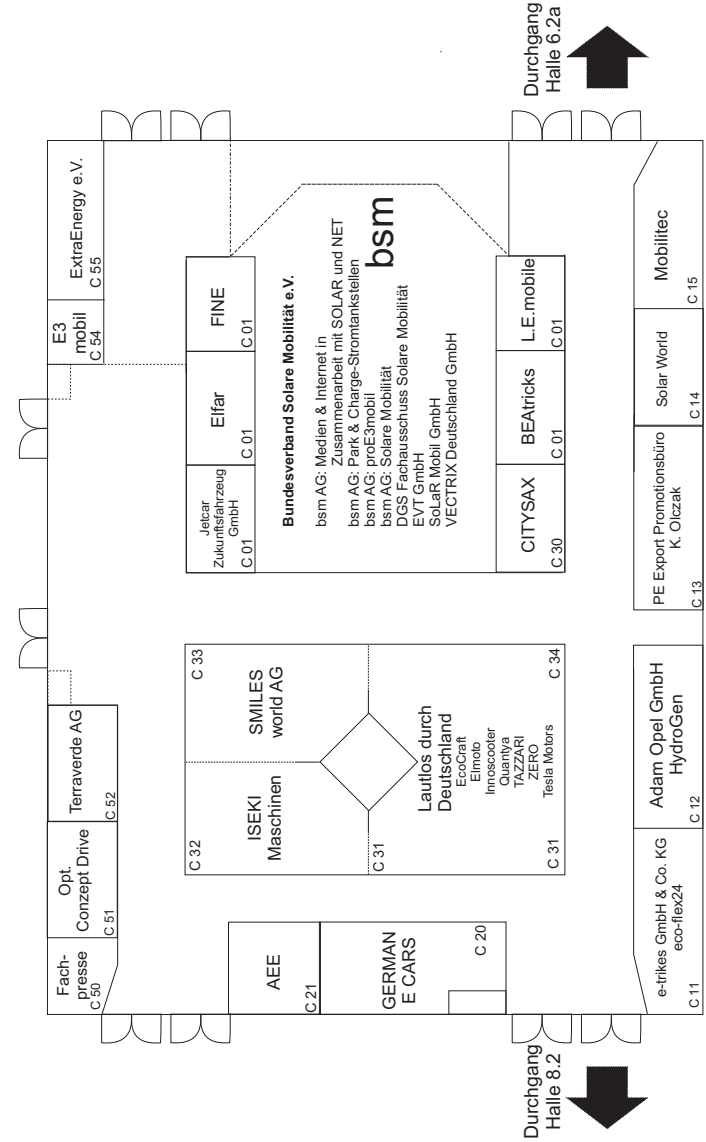 Durchgang
Halle 6.2a
ExtraEnergy e.V.
C 55
E3
mobil
C 54
FINE
C 01
Elfar
C 01
Jetcar
Zukunftsfahrzeug
GmbH
C 01
Bundesverband Solare Mobilität e.V.
bsm AG: Medien & Internet in
Zusammenarbeit mit SOLAR und NET
bsm AG: Park & Charge-Stromtankstellen
bsm AG: proE3mobil
bsm AG: Solare Mobilität
DGS Fachausschuss Solare Mobilität
EVT GmbH
SoLaR Mobil GmbH
VECTRIX Deutschland GmbH
bsm
L.E.mobile
C 01
BEAtricks
C 01
CITYSAX
C 30
Mobilitec
C 15
Solar World
C 14
PE Export Promotionsbüro
K. Olczak
C 13
Terraverde AG
C 52
Opt.
Conzept Drive
C 51
Fach-
presse
C 50
SMILES
world AG
C 33
ISEKI
Maschinen
C 32
C 31
Lautlos durch
Deutschland
EcoCraft
Elmoto
Innoscooter
Quantya
TAZZARI
ZERO
Tesla Motors
C 34
C 31
AEE
C 21
GERMAN
E CARS
C 20
Adam Opel GmbH
HydroGen
C 12
e-trikes GmbH & Co. KG
eco-flex24
C 11
Durchgang
Halle 8.2